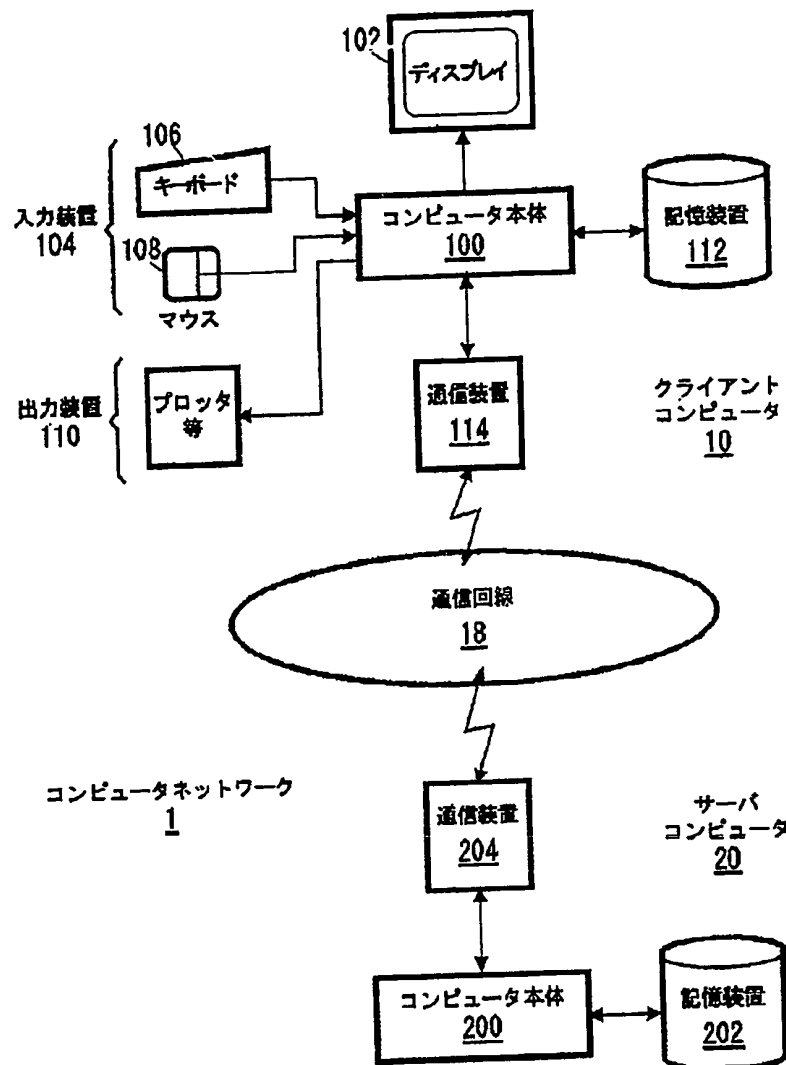 102
ディスプレイ
106
キーボード
入力装置
104
108
マウス
コンピュータ本体
100
記憶装置
112
出力装置
110
プロッタ
等
通信装置
114
クライアント
コンピュータ
10
通信回線
18
コンピュータネットワーク
1
通信装置
204
サーバ
コンピュータ
20
コンピュータ本体
200
記憶装置
202